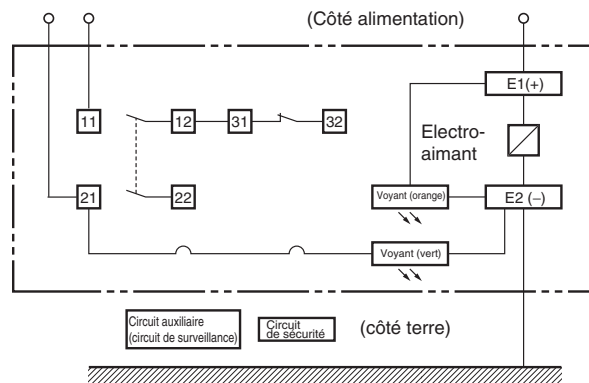 (Côté alimentation)
E1(+)
11
12
31
32
Electro-
aimant
21
22
Voyant (orange)
E2 (–)
Voyant (vert)
Circuit auxiliaire
(circuit de surveillance)
Circuit
de sécurité
(côté terre)